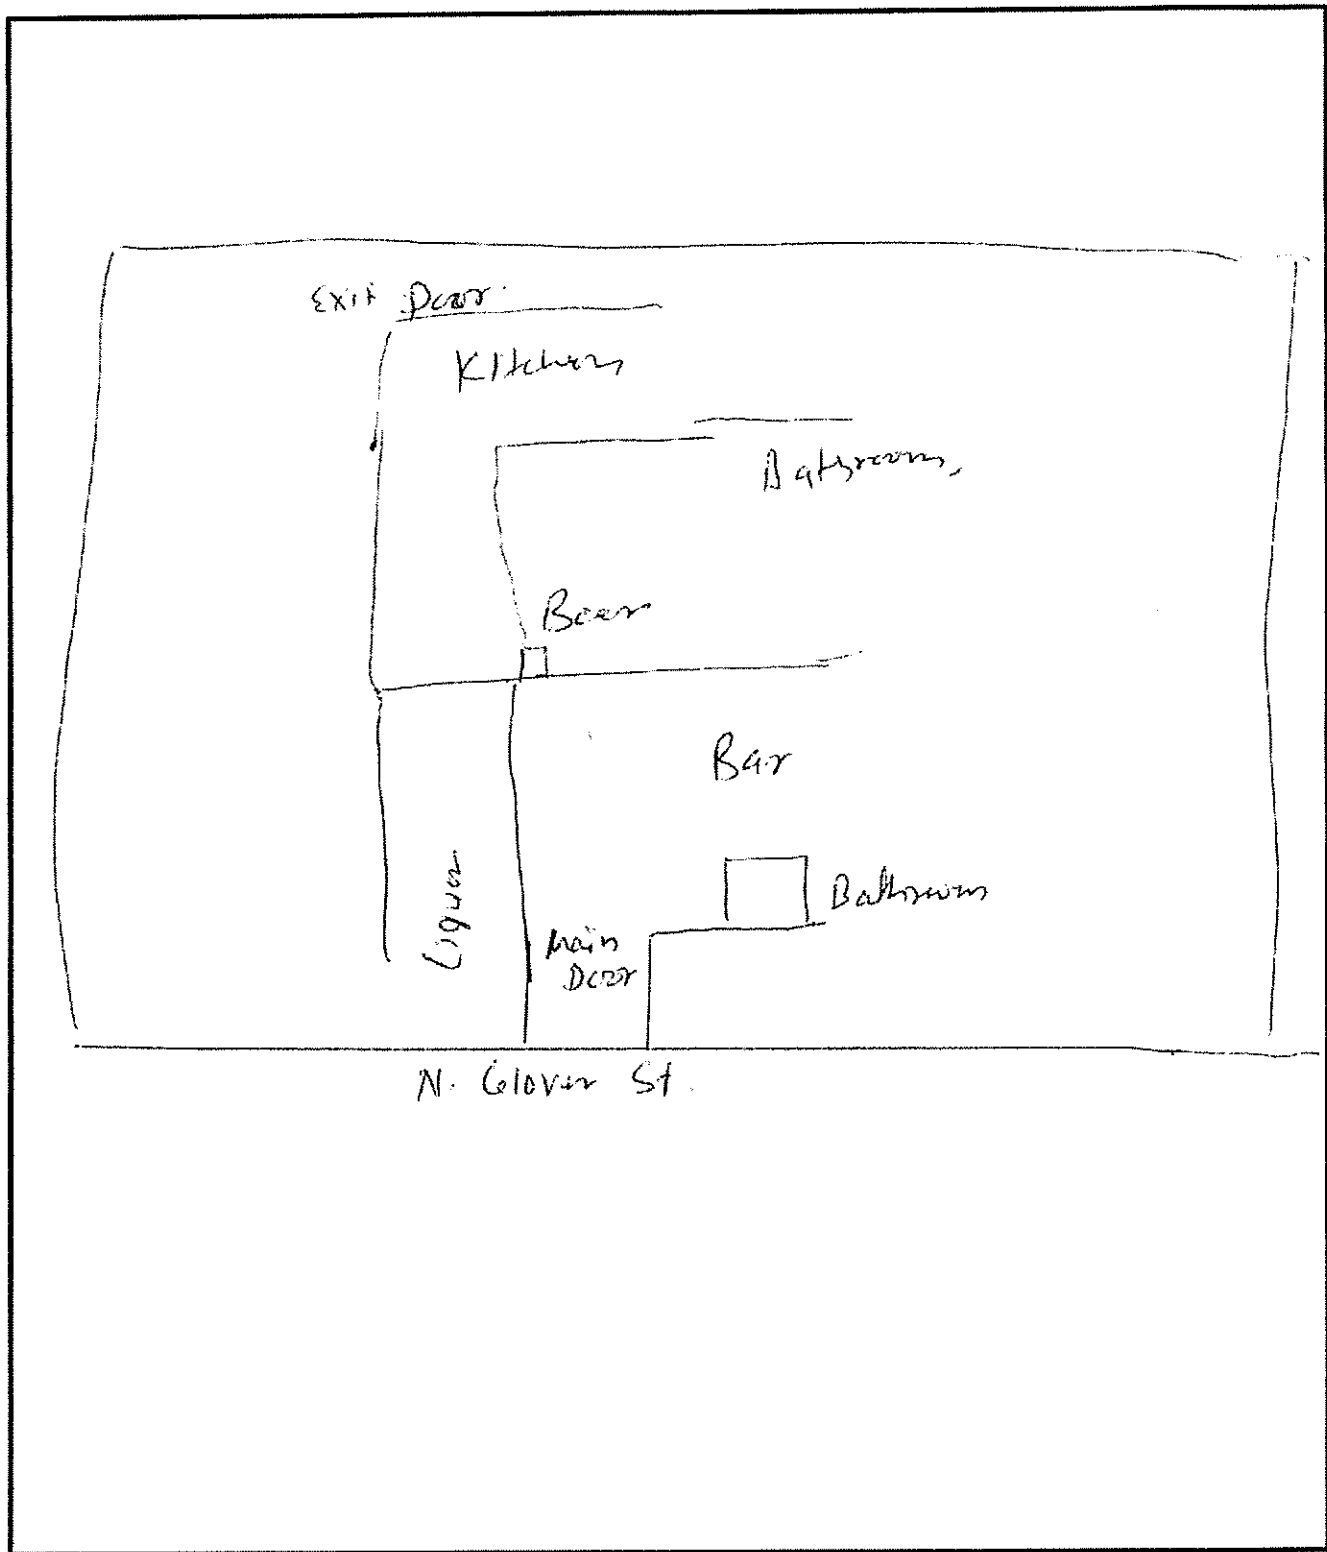 Exit Door
Kitchen
Bathroom
Beer
Bar
Liquor
Bathroom
Main
Door
N. Glover St.